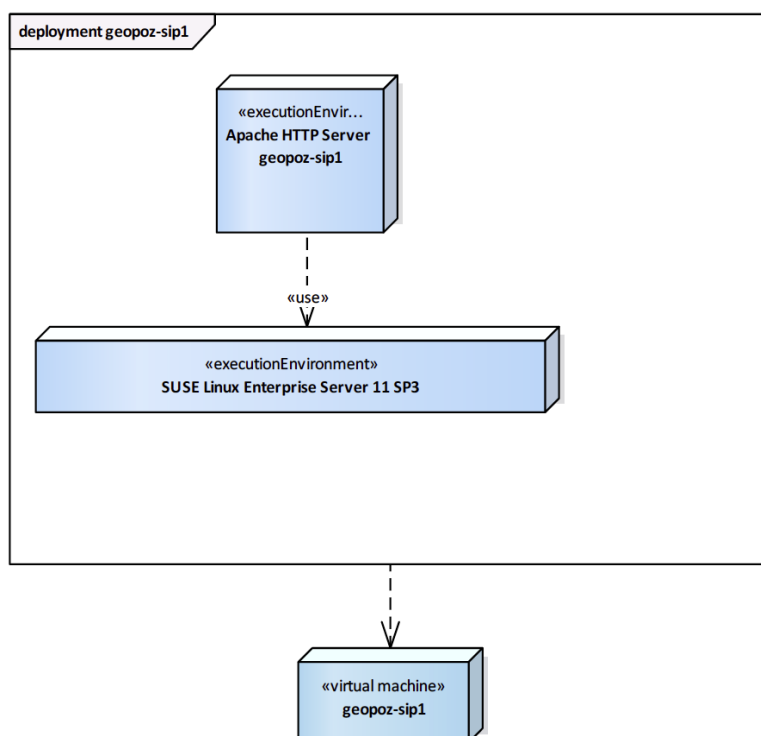 deployment geopoz-sip1
«executionEnvir...
Apache HTTP Server
geopoz-sip1
«use»
«executionEnvironment»
SUSE Linux Enterprise Server 11 SP3
«virtual machine»
geopoz-sip1